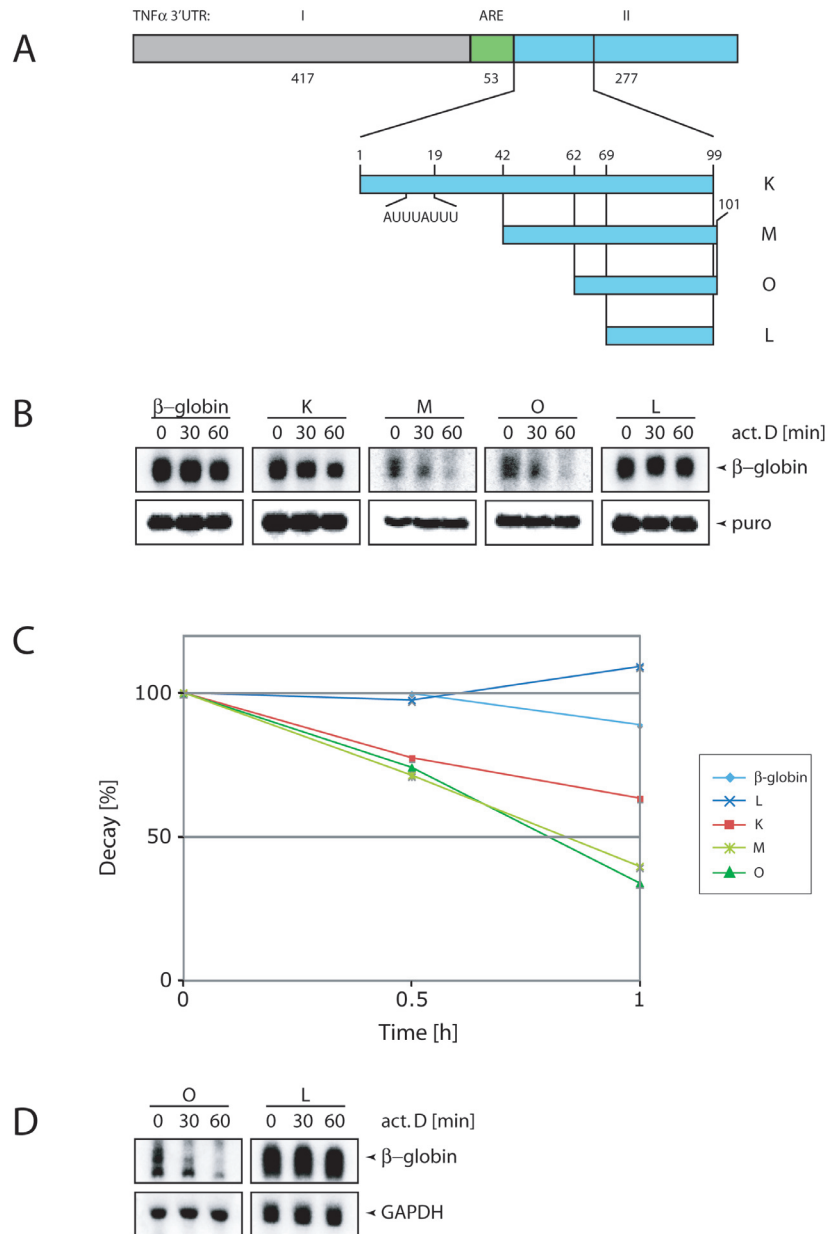 TNFα 3'UTR: I ARE II
A
417 53 277
1 19 42 62 69 99
K
101
AUUUAUUU
M
O
L
B
β–globin K M O L
0 30 60 0 30 60 0 30 60 0 30 60 0 30 60 act. D [min]
β–globin
puro
C
100
50
0
Decay [%]
0 0.5 1
Time [h]
β-globin
L
K
M
O
D
O L
0 30 60 0 30 60 act. D [min]
β–globin
GAPDH